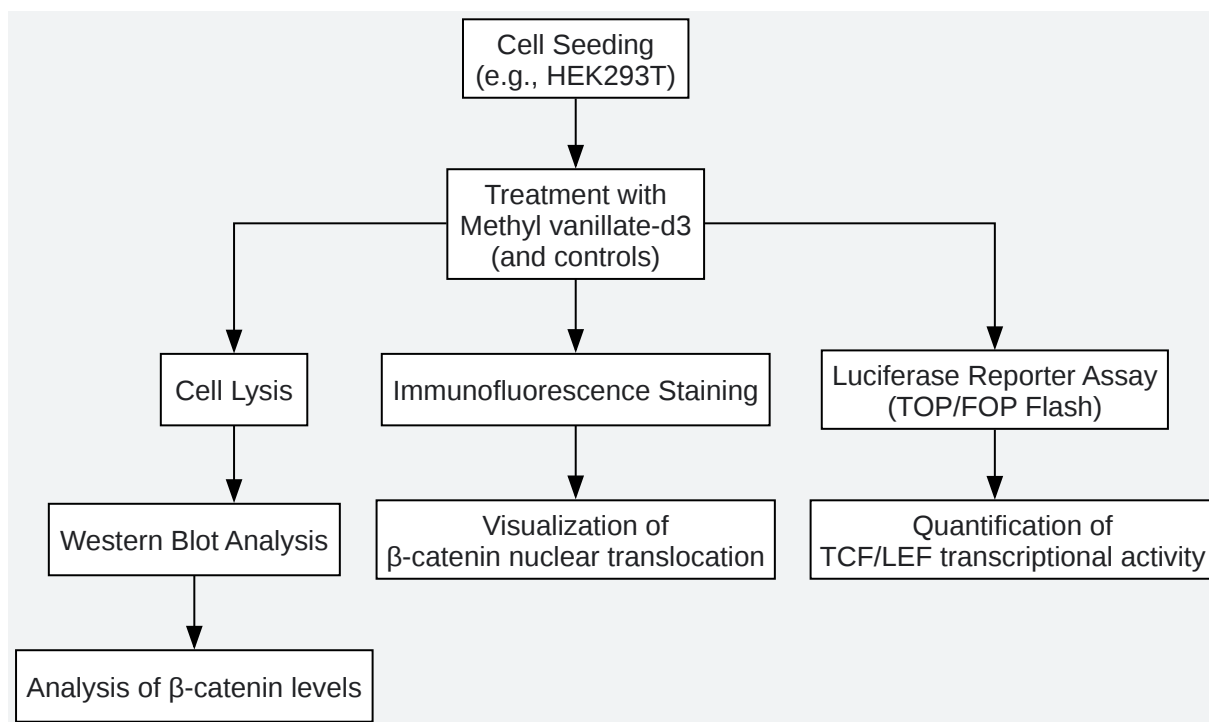 Cell Seeding
(e.g., HEK293T)
Treatment with
Methyl vanillate-d3
(and controls)
Cell Lysis
Immunofluorescence Staining
Luciferase Reporter Assay
(TOP/FOP Flash)
Western Blot Analysis
Visualization of
β-catenin nuclear translocation
Quantification of
TCF/LEF transcriptional activity
Analysis of β-catenin levels